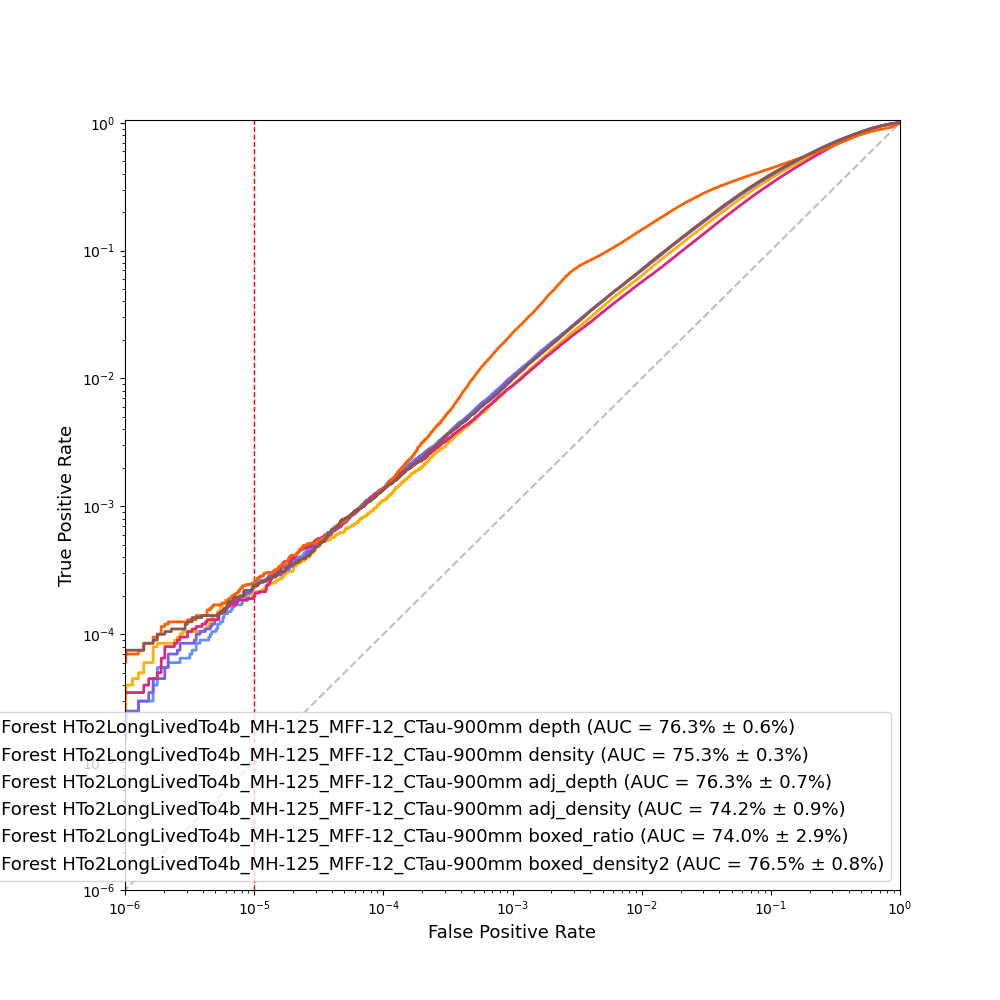 10⁰
10⁻¹
10⁻²
10⁻³
10⁻⁴
10⁻⁶
True Positive Rate
Forest HTo2LongLivedTo4b_MH-125_MFF-12_CTau-900mm depth (AUC = 76.3% ± 0.6%)
Forest HTo2LongLivedTo4b_MH-125_MFF-12_CTau-900mm density (AUC = 75.3% ± 0.3%)
Forest HTo2LongLivedTo4b_MH-125_MFF-12_CTau-900mm adj_depth (AUC = 76.3% ± 0.7%)
Forest HTo2LongLivedTo4b_MH-125_MFF-12_CTau-900mm adj_density (AUC = 74.2% ± 0.9%)
Forest HTo2LongLivedTo4b_MH-125_MFF-12_CTau-900mm boxed_ratio (AUC = 74.0% ± 2.9%)
Forest HTo2LongLivedTo4b_MH-125_MFF-12_CTau-900mm boxed_density2 (AUC = 76.5% ± 0.8%)
10⁻⁶ 10⁻⁵ 10⁻⁴ 10⁻³ 10⁻² 10⁻¹ 10⁰
False Positive Rate